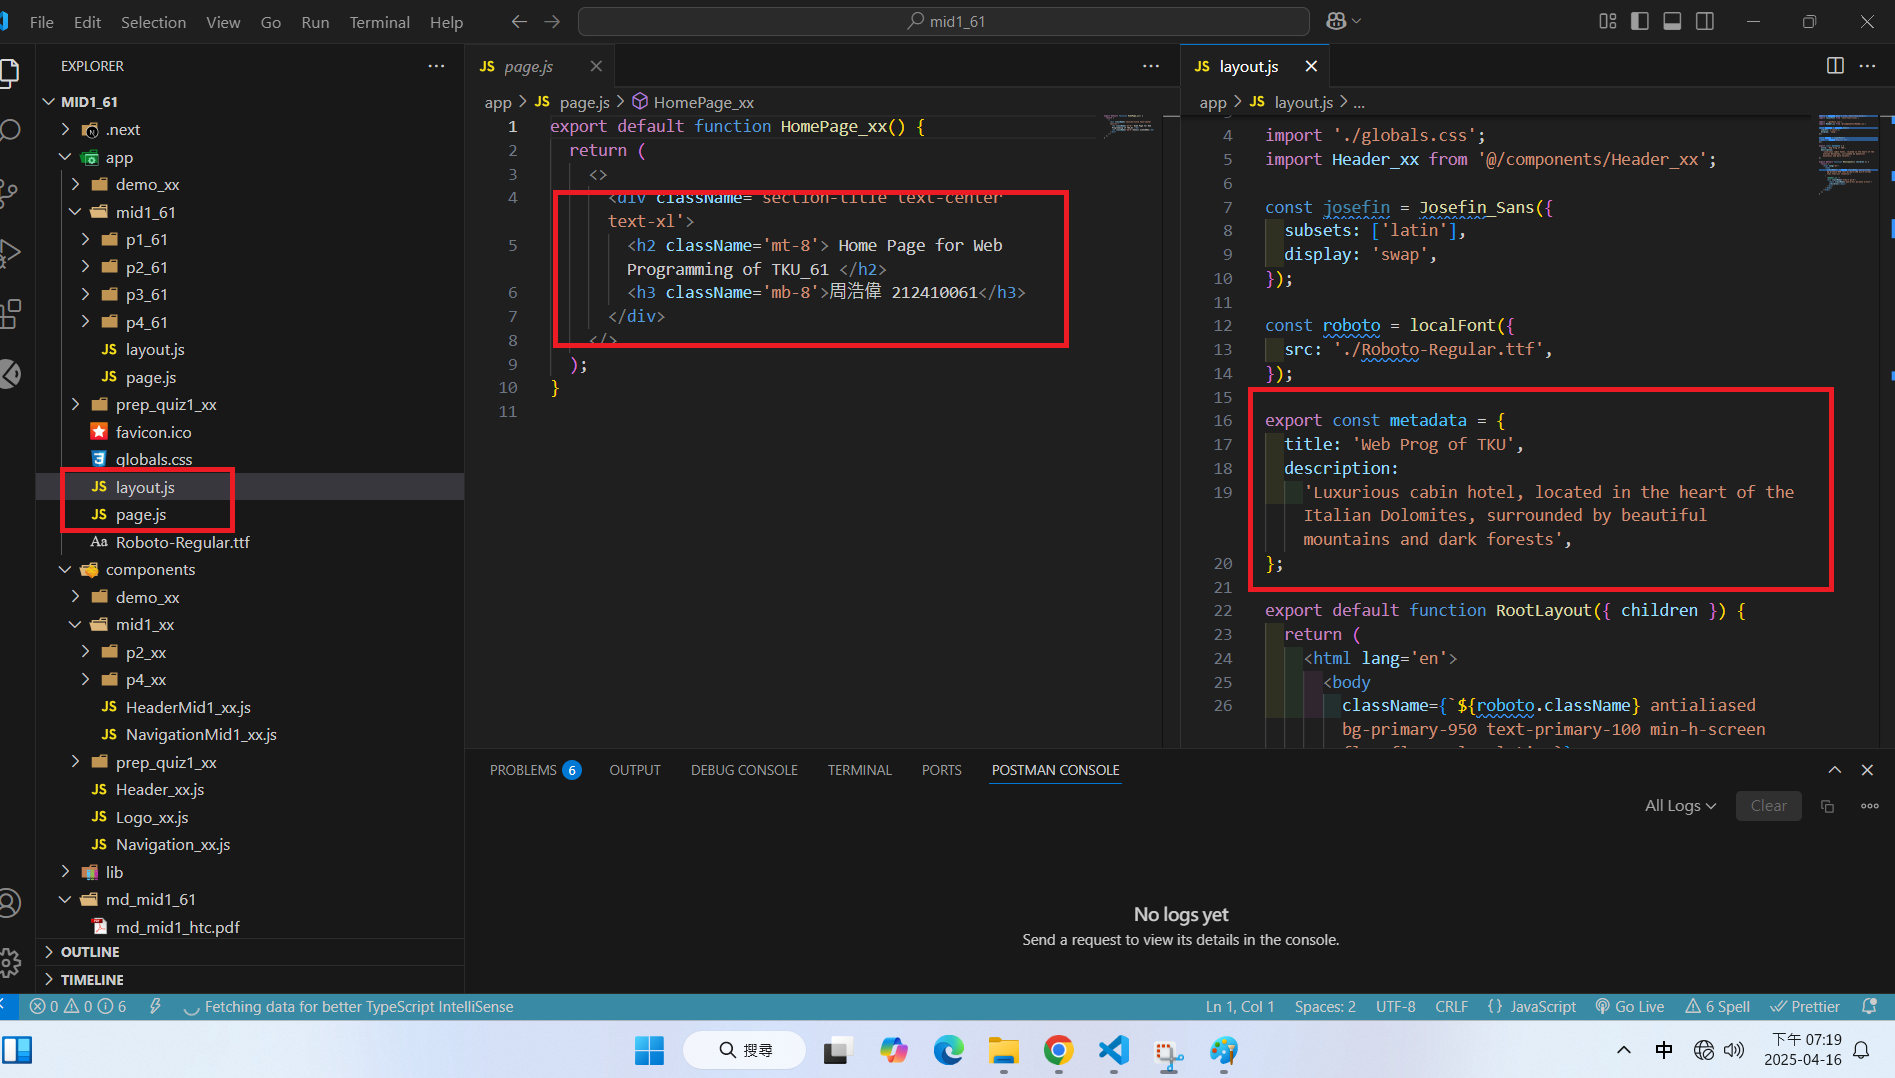 File Edit Selection View Go Run Terminal Help
mid1_61
EXPLORER
MID1_61
.next
app
demo_xx
mid1_61
p1_61
p2_61
p3_61
p4_61
JS layout.js
JS page.js
prep_quiz1_xx
favicon.ico
globals.css
JS layout.js
JS page.js
Aa Roboto-Regular.ttf
components
demo_xx
mid1_xx
p2_xx
p4_xx
JS HeaderMid1_xx.js
JS NavigationMid1_xx.js
prep_quiz1_xx
JS Header_xx.js
JS Logo_xx.js
JS Navigation_xx.js
lib
md_mid1_61
md_mid1_htc.pdf
OUTLINE
TIMELINE
JS page.js
app > JS page.js > HomePage_xx
1 export default function HomePage_xx() {
2 return (
3 <>
4 <div className='section-title text-center
text-xl'>
5 <h2 className='mt-8'> Home Page for Web
Programming of TKU_61 </h2>
6 <h3 className='mb-8'>周浩偉 212410061</h3>
7 </div>
8 </>
9 );
10 }
11
JS layout.js
app > JS layout.js > ...
4 import './globals.css';
5 import Header_xx from '@/components/Header_xx';
6
7 const josefin = Josefin_Sans({
8 subsets: ['latin'],
9 display: 'swap',
10 });
11
12 const roboto = localFont({
13 src: './Roboto-Regular.ttf',
14 });
15
16 export const metadata = {
17 title: 'Web Prog of TKU',
18 description:
19 'Luxurious cabin hotel, located in the heart of the
Italian Dolomites, surrounded by beautiful
mountains and dark forests',
20 };
21
22 export default function RootLayout({ children }) {
23 return (
24 <html lang='en'>
25 <body
26 className={`${roboto.className} antialiased
bg-primary-950 text-primary-100 min-h-screen
PROBLEMS 6 OUTPUT DEBUG CONSOLE TERMINAL PORTS POSTMAN CONSOLE
All Logs Clear
No logs yet
Send a request to view its details in the console.
0 0 6 Fetching data for better TypeScript IntelliSense
Ln 1, Col 1 Spaces: 2 UTF-8 CRLF {} JavaScript Go Live 6 Spell Prettier
搜尋
中
下午 07:19
2025-04-16